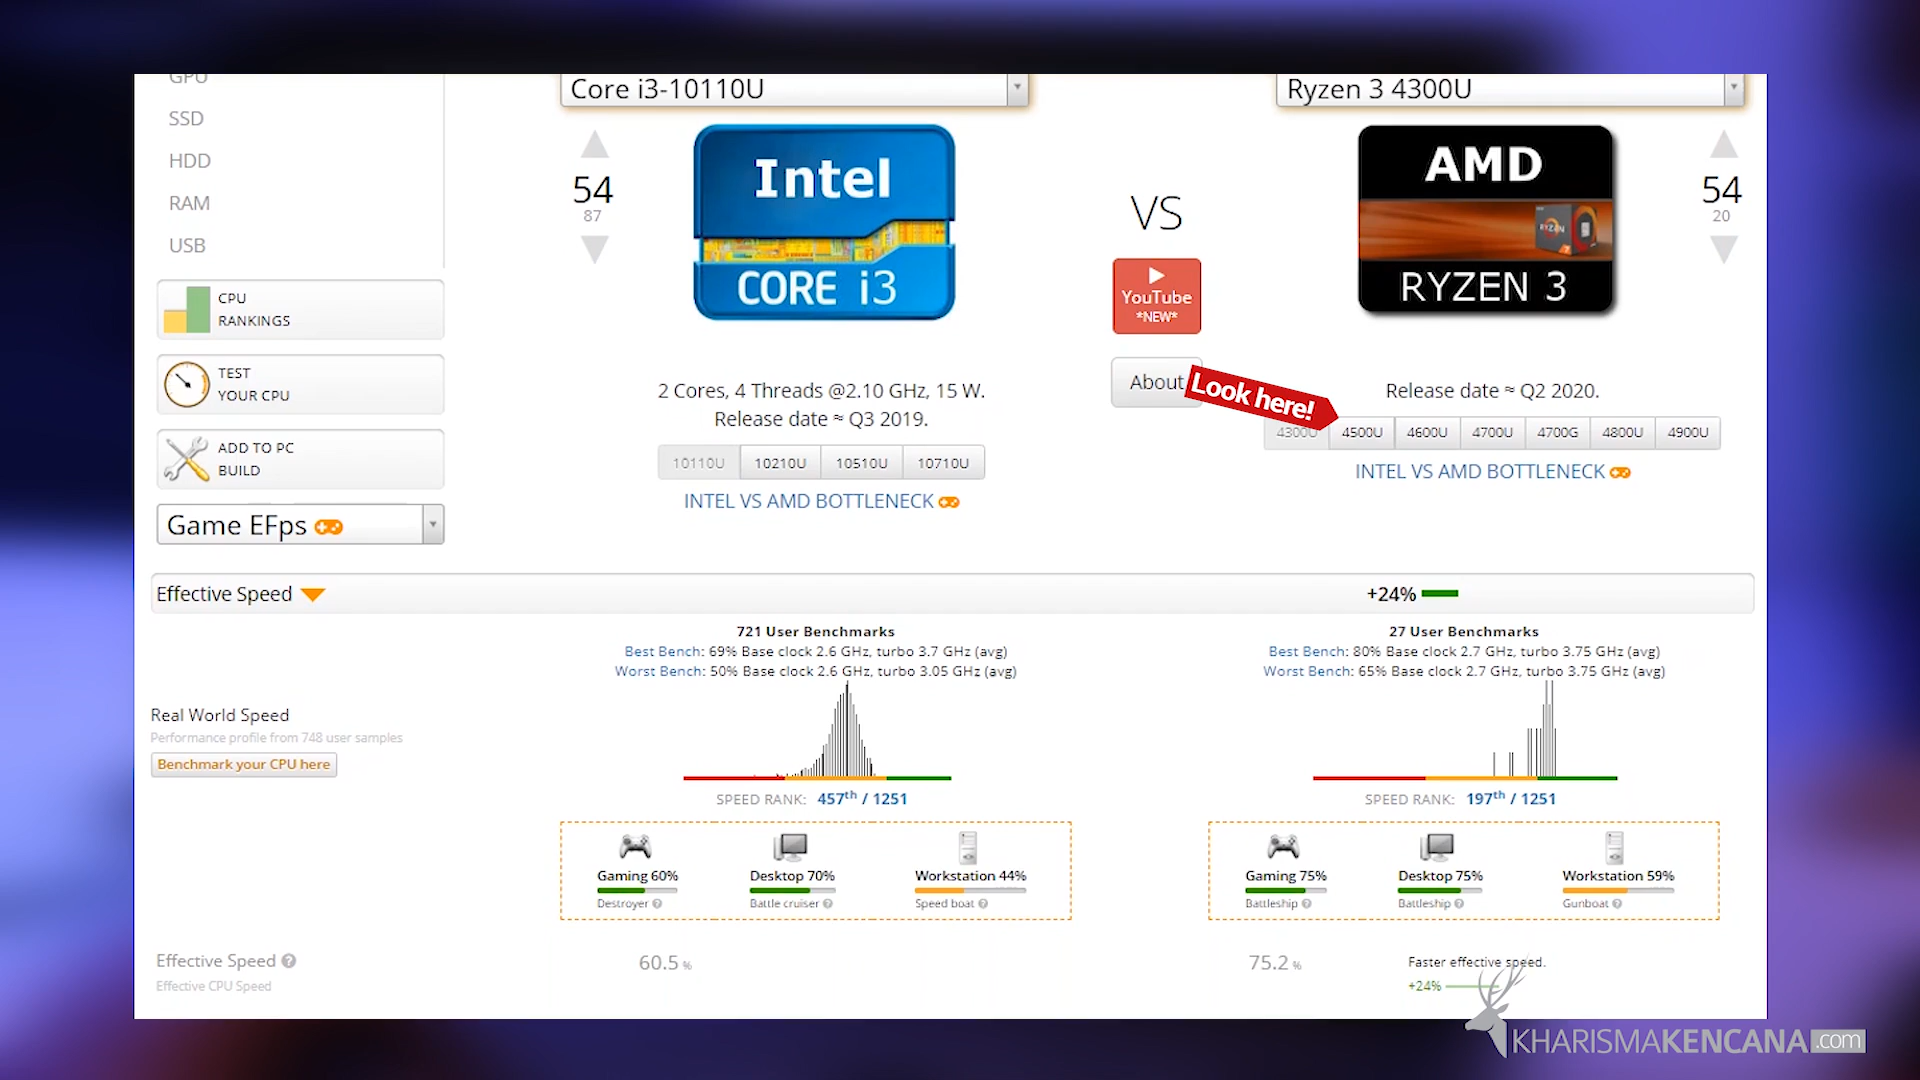 GPU
SSD
HDD
RAM
USB
CPU
RANKINGS
TEST
YOUR CPU
ADD TO PC
BUILD
Game EFps
Core i3-10110U
54
87
Intel
CORE i3
2 Cores, 4 Threads @2.10 GHz, 15 W.
Release date ≈ Q3 2019.
10110U 10210U 10510U 10710U
INTEL VS AMD BOTTLENECK
VS
YouTube
*NEW*
About
Look here!
Ryzen 3 4300U
AMD
RYZEN
RYZEN 3
54
20
Release date ≈ Q2 2020.
4300U 4500U 4600U 4700U 4700G 4800U 4900U
INTEL VS AMD BOTTLENECK
Effective Speed
+24%
Real World Speed
Performance profile from 748 user samples
Benchmark your CPU here
721 User Benchmarks
Best Bench: 69% Base clock 2.6 GHz, turbo 3.7 GHz (avg)
Worst Bench: 50% Base clock 2.6 GHz, turbo 3.05 GHz (avg)
SPEED RANK: 457th / 1251
Gaming 60% Desktop 70% Workstation 44%
Destroyer Battle cruiser Speed boat
27 User Benchmarks
Best Bench: 80% Base clock 2.7 GHz, turbo 3.75 GHz (avg)
Worst Bench: 65% Base clock 2.7 GHz, turbo 3.75 GHz (avg)
SPEED RANK: 197th / 1251
Gaming 75% Desktop 75% Workstation 59%
Battleship Battleship Gunboat
Effective Speed
Effective CPU Speed
60.5 %
75.2 %
Faster effective speed.
+24%
KHARISMAKENCANA.com